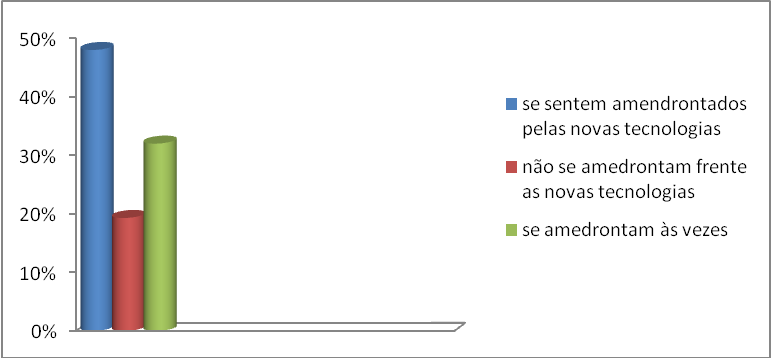 50%
40%
30%
20%
10%
0%
se sentem amendrontados
pelas novas tecnologias
não se amedrontam frente
as novas tecnologias
se amedrontam às vezes